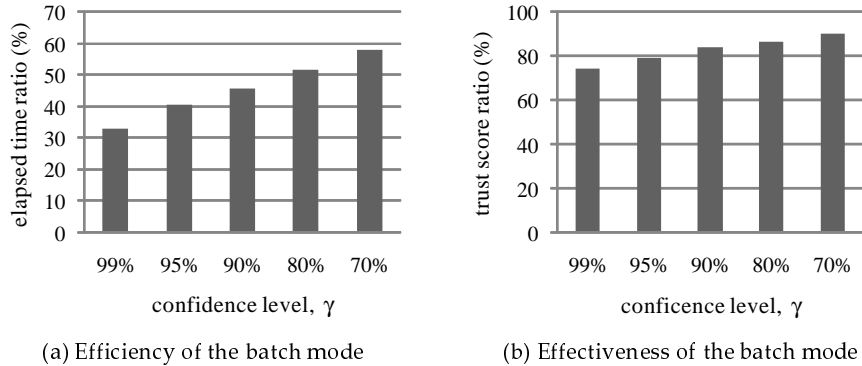 elapsed time ratio (%)
70
60
50
40
30
20
10
0
99% 95% 90% 80% 70%
confidence level, γ
(a) Efficiency of the batch mode
trust score ratio (%)
100
80
60
40
20
0
99% 95% 90% 80% 70%
conficence level, γ
(b) Effectiveness of the batch mode